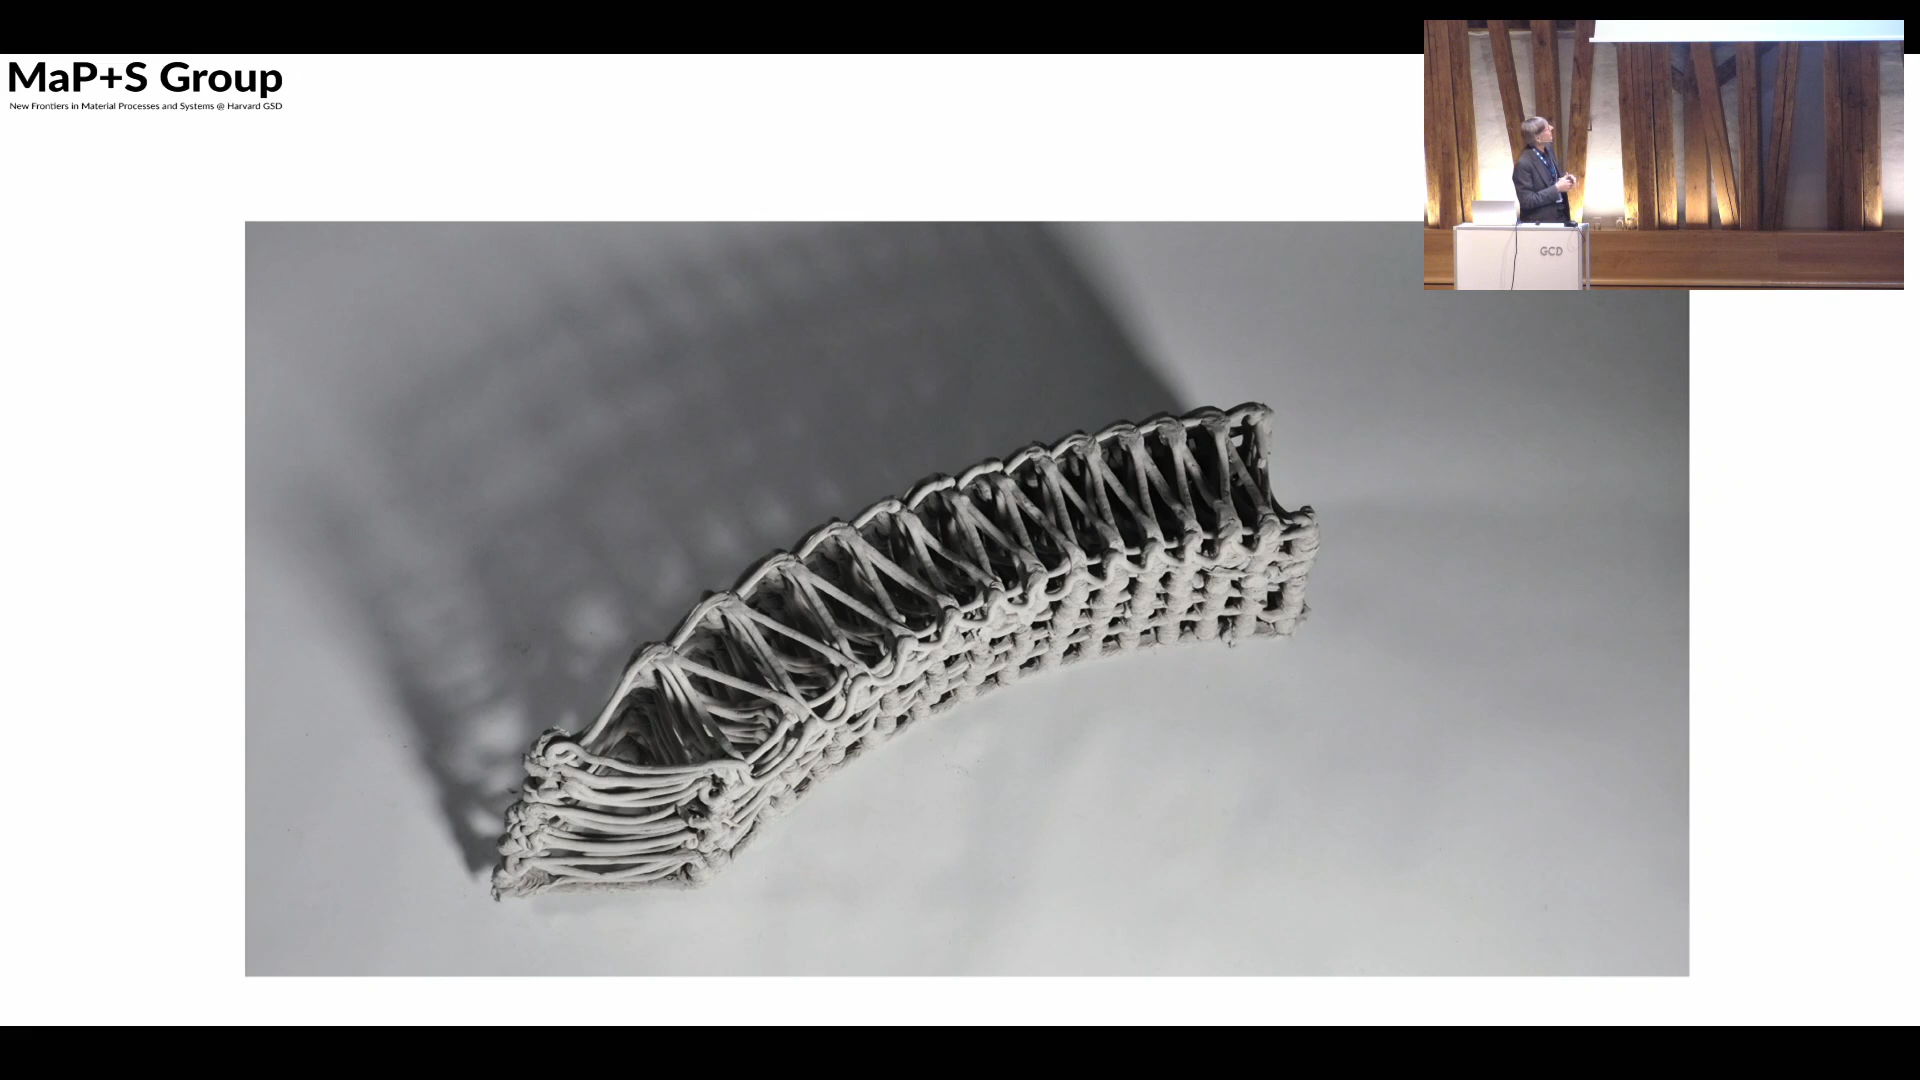 MaP+S Group
New Frontiers in Material Processes and Systems @ Harvard GSD
GCD